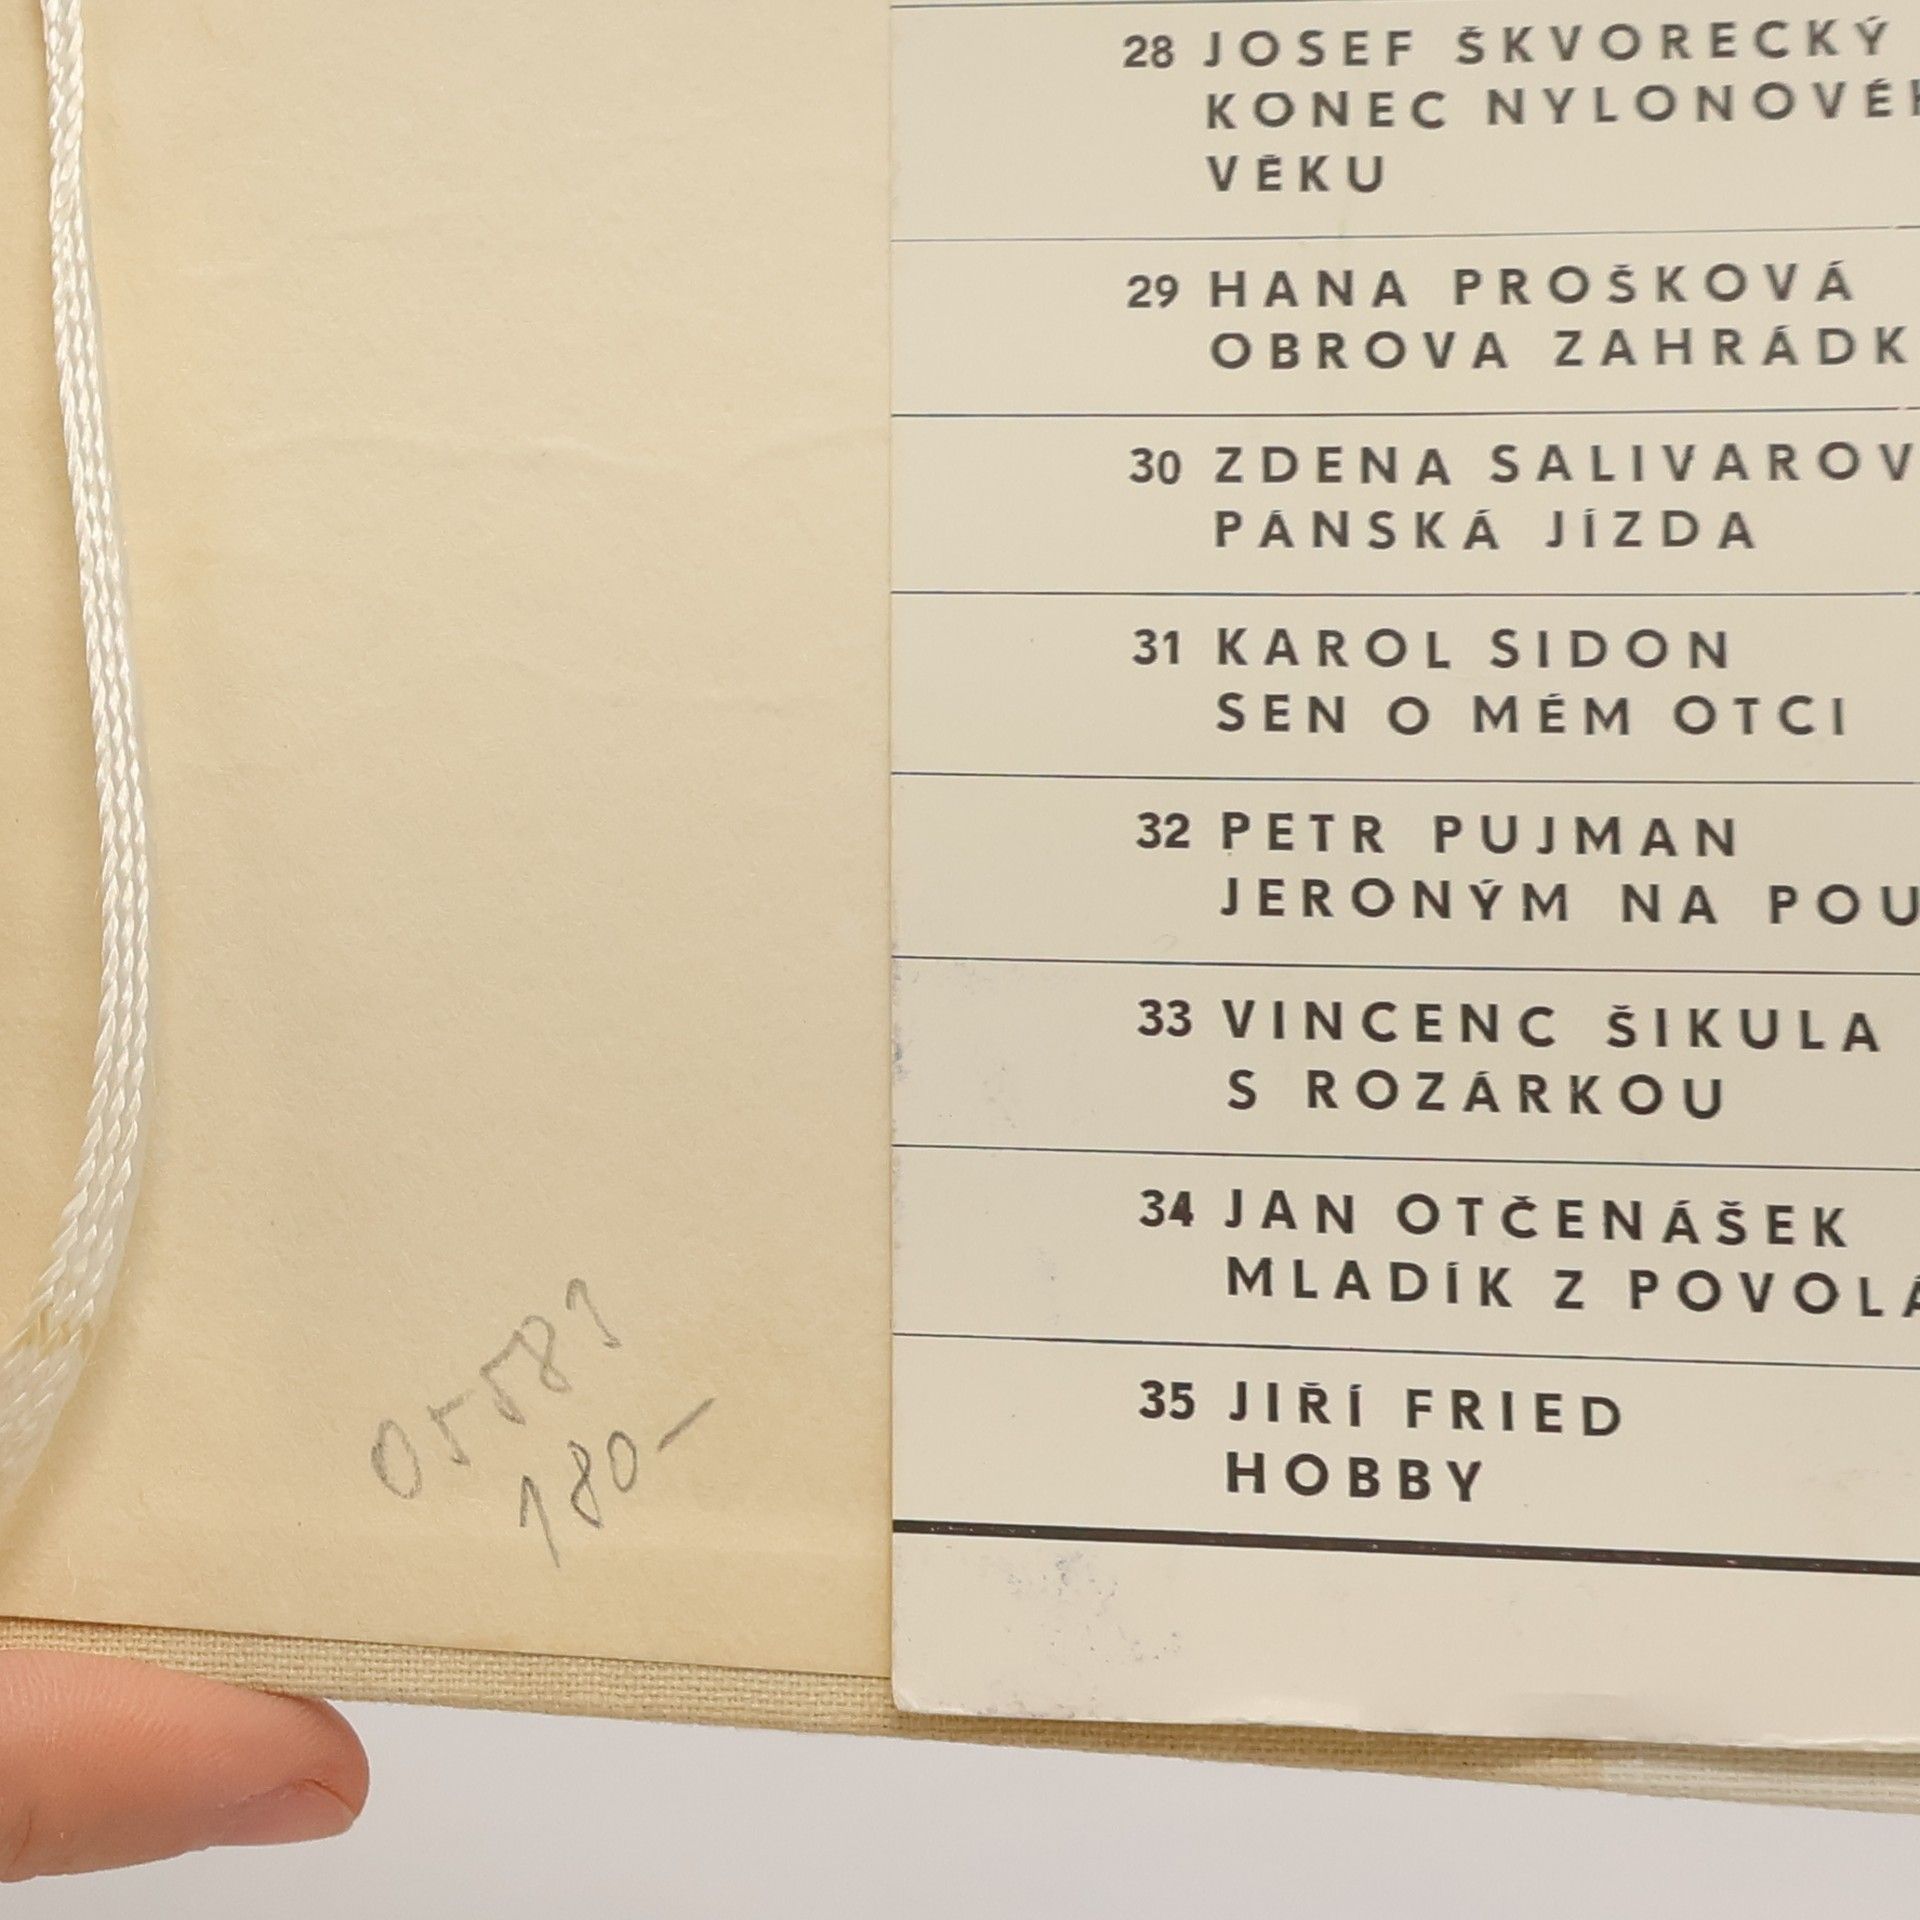 28 JOSEF ŠKVORECKÝ
KONEC NYLONOVÉH
VĚKU
29 HANA PROŠKOVÁ
OBROVA ZAHRÁDK
30 ZDENA SALIVAROV
PÁNSKÁ JÍZDA
31 KAROL SIDON
SEN O MÉM OTCI
32 PETR PUJMAN
JERONÝM NA POU
33 VINCENC ŠIKULA
S ROZÁRKOU
34 JAN OTČENÁŠEK
MLADÍK Z POVOLÁ
35 JIŘÍ FRIED
HOBBY
180-